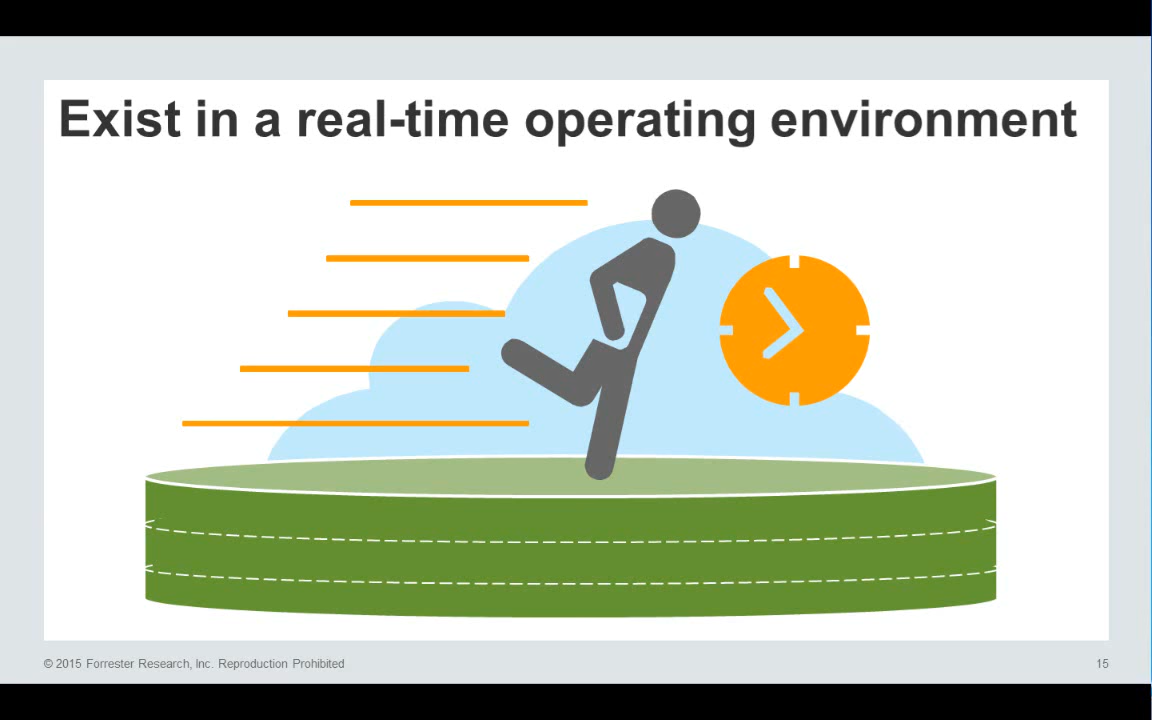 Exist in a real-time operating environment
© 2015 Forrester Research, Inc. Reproduction Prohibited
15